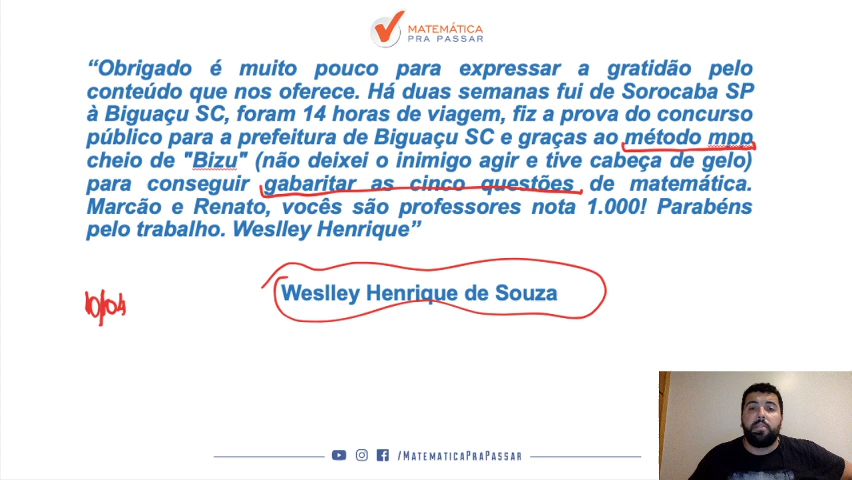 MATEMÁTICA
PRA PASSAR
“Obrigado é muito pouco para expressar a gratidão pelo
conteúdo que nos oferece. Há duas semanas fui de Sorocaba SP
à Biguaçu SC, foram 14 horas de viagem, fiz a prova do concurso
público para a prefeitura de Biguaçu SC e graças ao método mpp
cheio de "Bizu" (não deixei o inimigo agir e tive cabeça de gelo)
para conseguir gabaritar as cinco questões de matemática.
Marcão e Renato, vocês são professores nota 1.000! Parabéns
pelo trabalho. Weslley Henrique”
Weslley Henrique de Souza
10/04
/MatematicaPraPassar